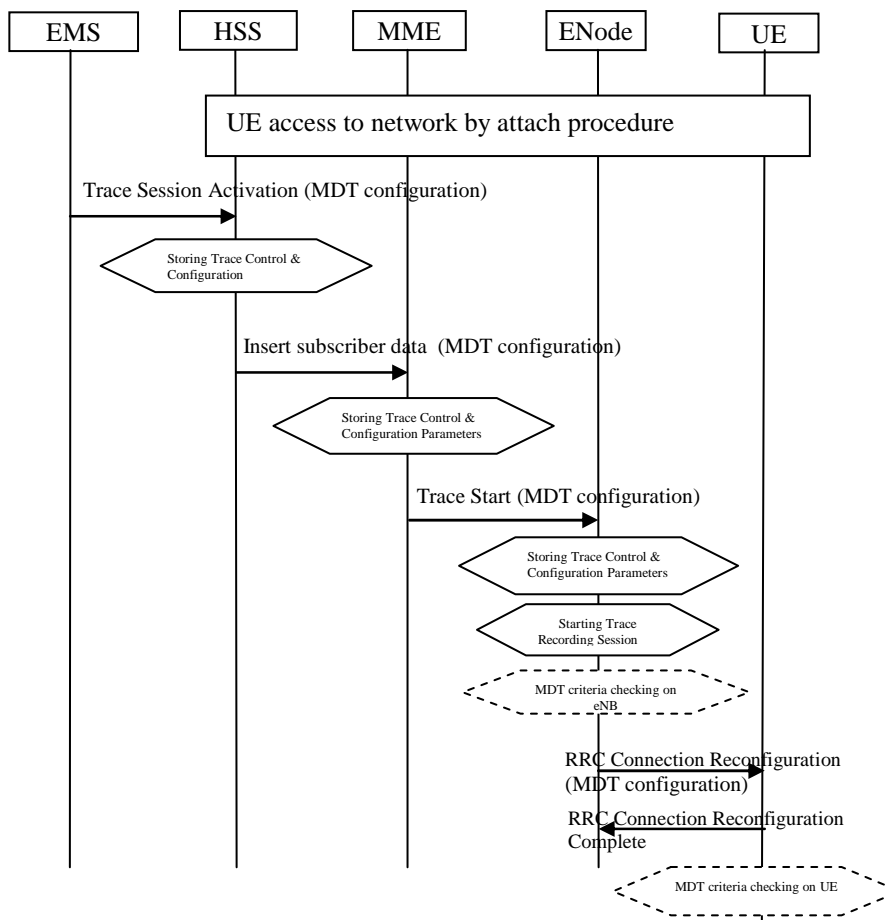 EMS
HSS
MME
ENode
UE
UE access to network by attach procedure
Trace Session Activation (MDT configuration)
Storing Trace Control &
Configuration
Insert subscriber data (MDT configuration)
Storing Trace Control &
Configuration Parameters
Trace Start (MDT configuration)
Storing Trace Control &
Configuration Parameters
Starting Trace
Recording Session
MDT criteria checking on
eNB
RRC Connection Reconfiguration
(MDT configuration)
RRC Connection Reconfiguration
Complete
MDT criteria checking on UE